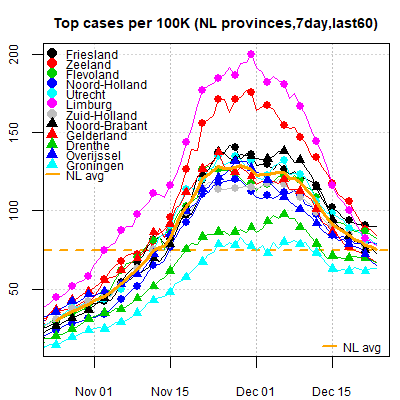 Top cases per 100K (NL provinces,7day,last60)
200
150
100
50
Friesland
Zeeland
Flevoland
Noord-Holland
Utrecht
Limburg
Zuid-Holland
Noord-Brabant
Gelderland
Drenthe
Overijssel
Groningen
NL avg
NL avg
Nov 01
Nov 15
Dec 01
Dec 15